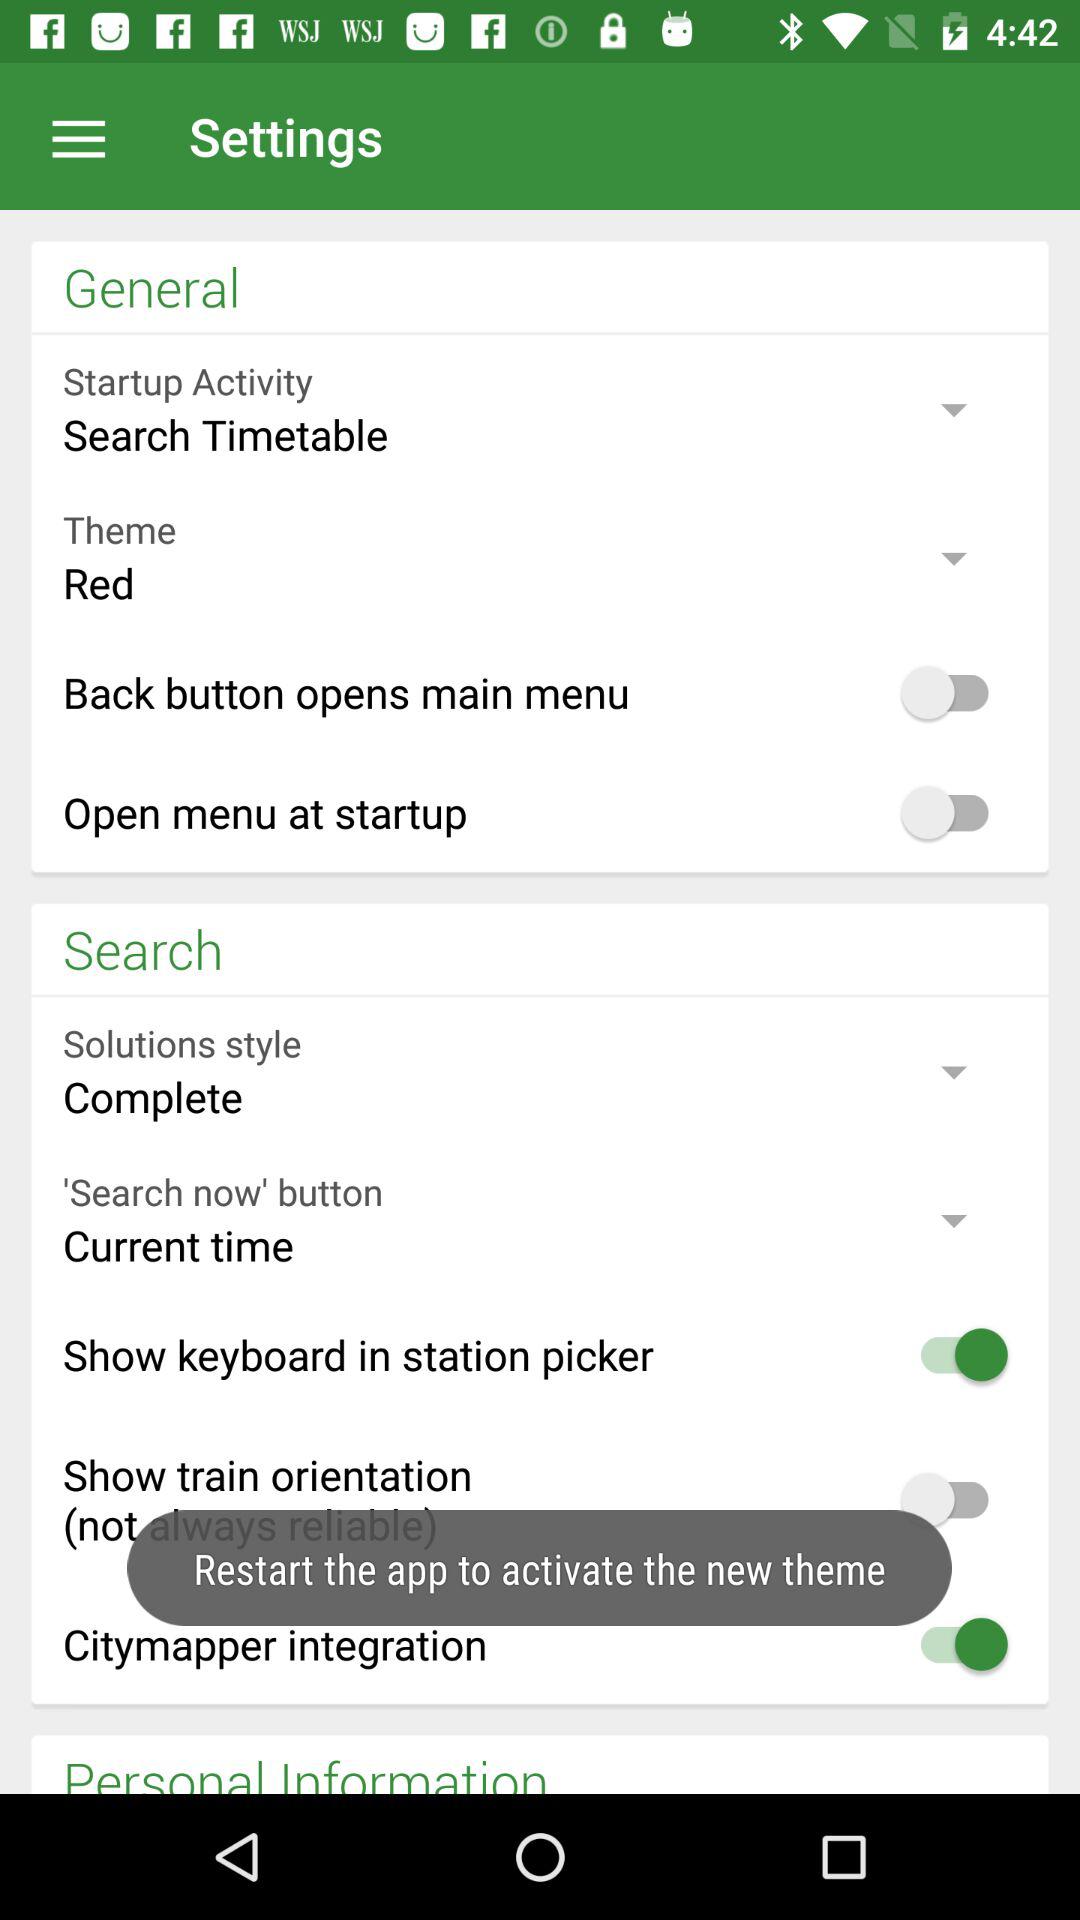 WSJ WSJ 4:42
Settings
General
Startup Activity
Search Timetable
Theme
Red
Back button opens main menu
Open menu at startup
Search
Solutions style
Complete
'Search now' button
Current time
Show keyboard in station picker
Show train orientation
(not always reliable)
Restart the app to activate the new theme
Citymapper integration
Personal Information